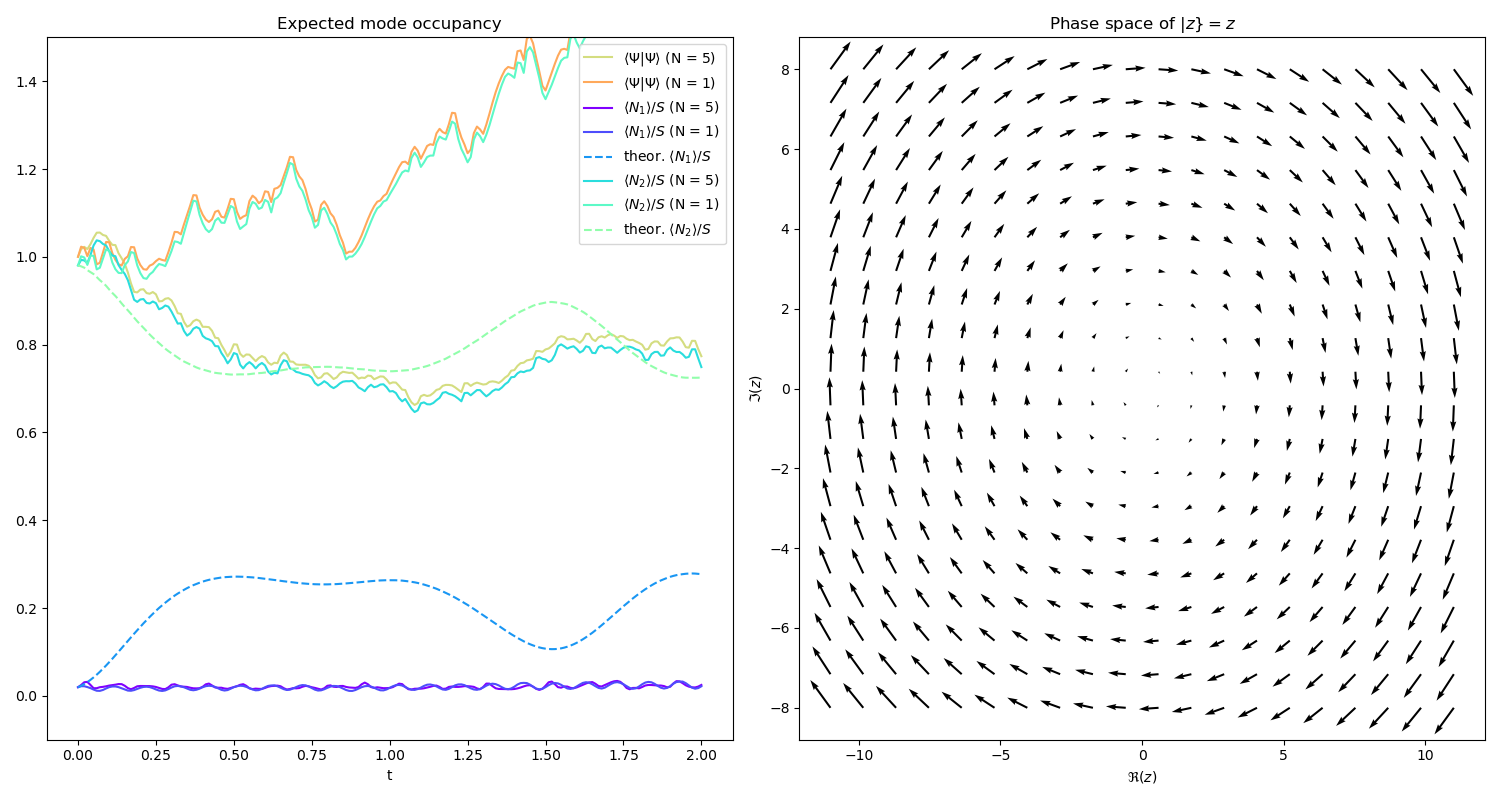 Expected mode occupancy
1.4
1.2
1.0
0.8
0.6
0.4
0.2
0.0
0.00 0.25 0.50 0.75 1.00 1.25 1.50 1.75 2.00
t
⟨Ψ|Ψ⟩ (N = 5)
⟨Ψ|Ψ⟩ (N = 1)
⟨N₁⟩/S (N = 5)
⟨N₁⟩/S (N = 1)
theor. ⟨N₁⟩/S
⟨N₂⟩/S (N = 5)
⟨N₂⟩/S (N = 1)
theor. ⟨N₂⟩/S
Phase space of |z} = z
ℑ(z)
8
6
4
2
0
−2
−4
−6
−8
−10 −5 0 5 10
ℜ(z)